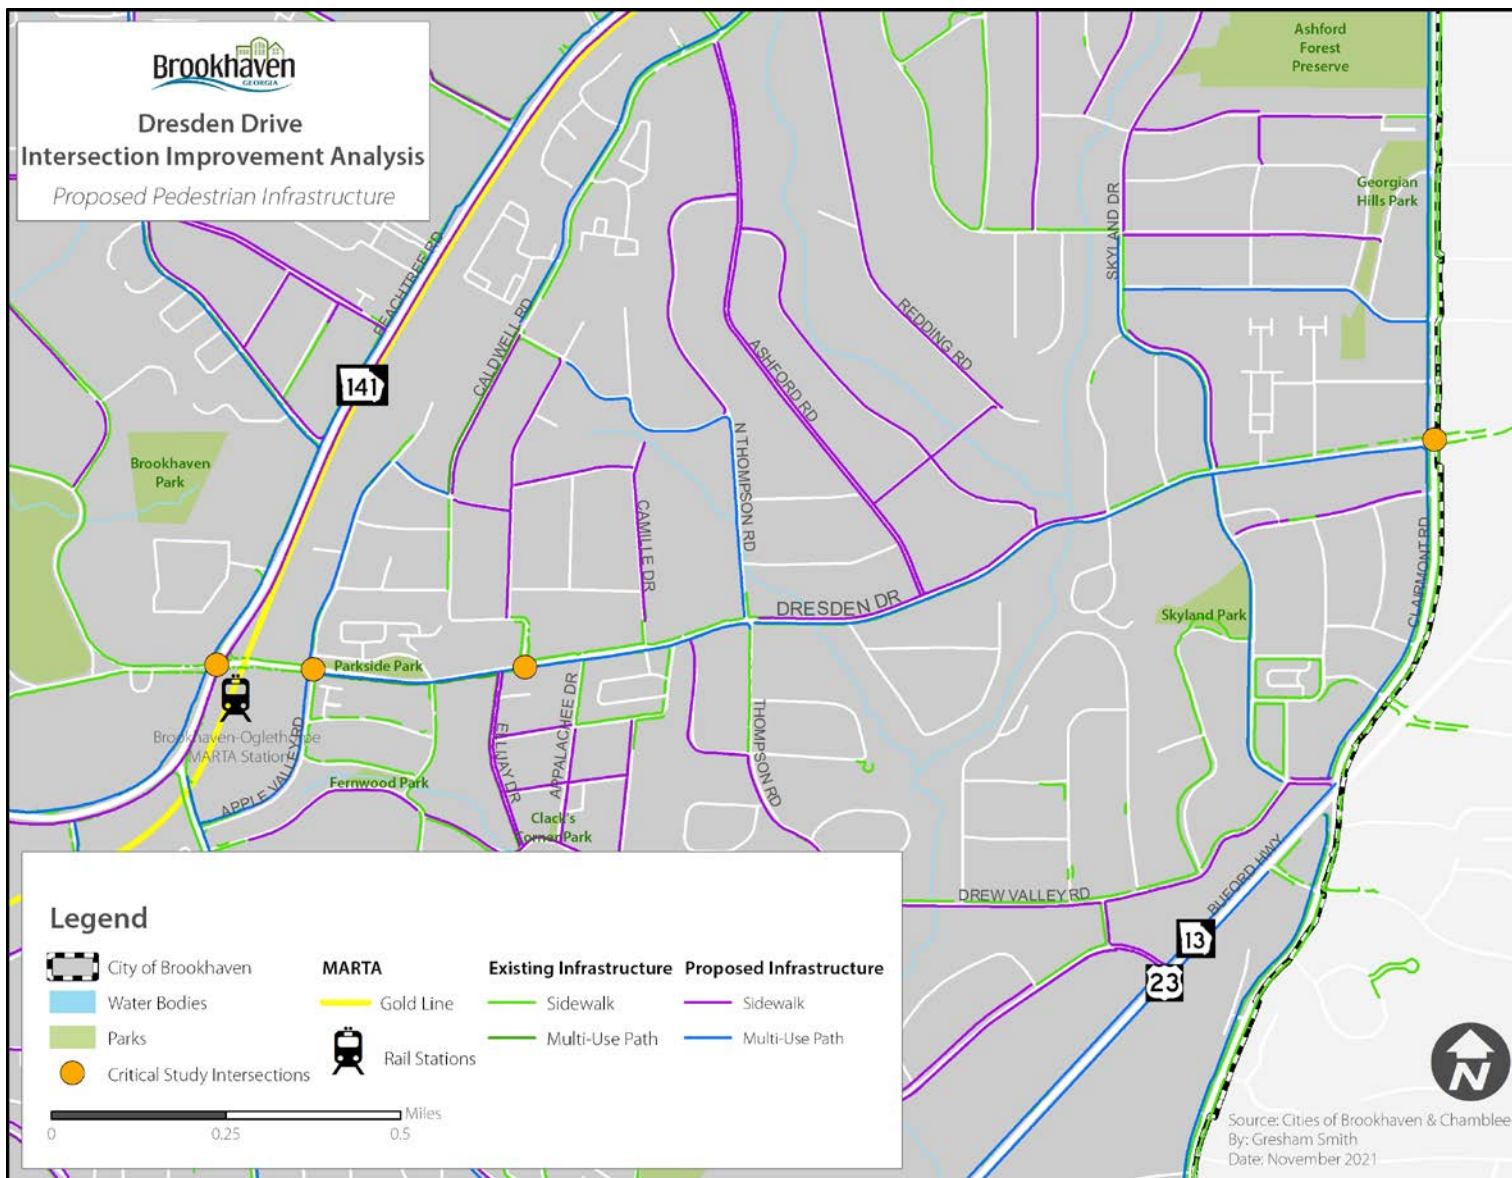 Brookhaven
GEORGIA
Dresden Drive
Intersection Improvement Analysis
Proposed Pedestrian Infrastructure
Ashford
Forest
Preserve
Georgian
Hills Park
SKYLAND DR
PEACHTREE RD
141
CALDWELL RD
REDDING RD
ASHFORD RD
N THOMPSON RD
Brookhaven
Park
CAMILLE DR
DRESDEN DR
CLAIRMONT RD
Skyland Park
Parkside Park
Brookhaven-Oglethorpe
MARTA Station
APPLE VALLEY RD
Fernwood Park
ELLIJAY DR
APPALACHEE DR
THOMPSON RD
Clack's
Corner Park
DREW VALLEY RD
BUFORD HWY
13
23
Legend
City of Brookhaven
Water Bodies
Parks
Critical Study Intersections
MARTA
Gold Line
Rail Stations
Existing Infrastructure
Sidewalk
Multi-Use Path
Proposed Infrastructure
Sidewalk
Multi-Use Path
Miles
0 0.25 0.5
N
Source: Cities of Brookhaven & Chamblee
By: Gresham Smith
Date: November 2021